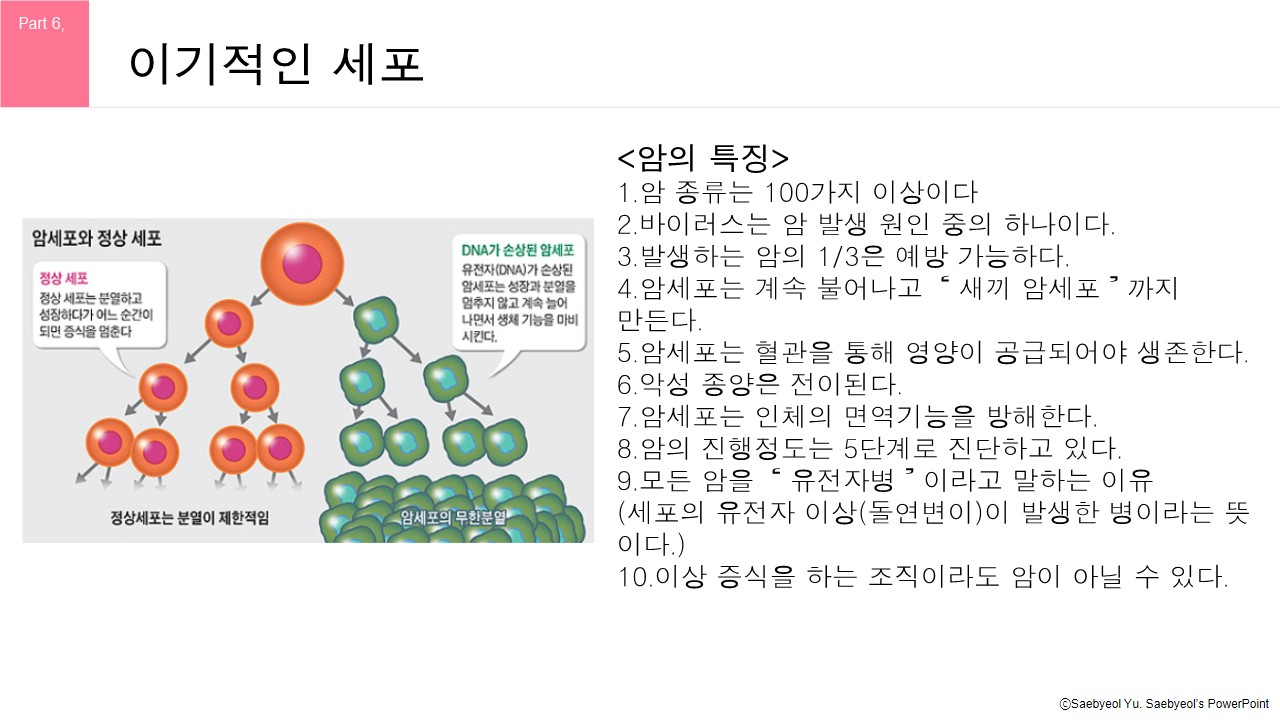 Part 6,
이기적인 세포
암세포와 정상 세포
정상 세포
정상 세포는 분열하고
성장하다가 어느 순간이
되면 증식을 멈춘다
DNA가 손상된 암세포
유전자(DNA)가 손상된
암세포는 성장과 분열을
멈추지 않고 계속 늘어
나면서 생체 기능을 마비
시킨다.
정상세포는 분열이 제한적임
암세포의 무한분열
<암의 특징>
1.암 종류는 100가지 이상이다
2.바이러스는 암 발생 원인 중의 하나이다.
3.발생하는 암의 1/3은 예방 가능하다.
4.암세포는 계속 불어나고 “ 새끼 암세포 ” 까지
만든다.
5.암세포는 혈관을 통해 영양이 공급되어야 생존한다.
6.악성 종양은 전이된다.
7.암세포는 인체의 면역기능을 방해한다.
8.암의 진행정도는 5단계로 진단하고 있다.
9.모든 암을 “ 유전자병 ” 이라고 말하는 이유
(세포의 유전자 이상(돌연변이)이 발생한 병이라는 뜻
이다.)
10.이상 증식을 하는 조직이라도 암이 아닐 수 있다.
ⓒSaebyeol Yu. Saebyeol's PowerPoint